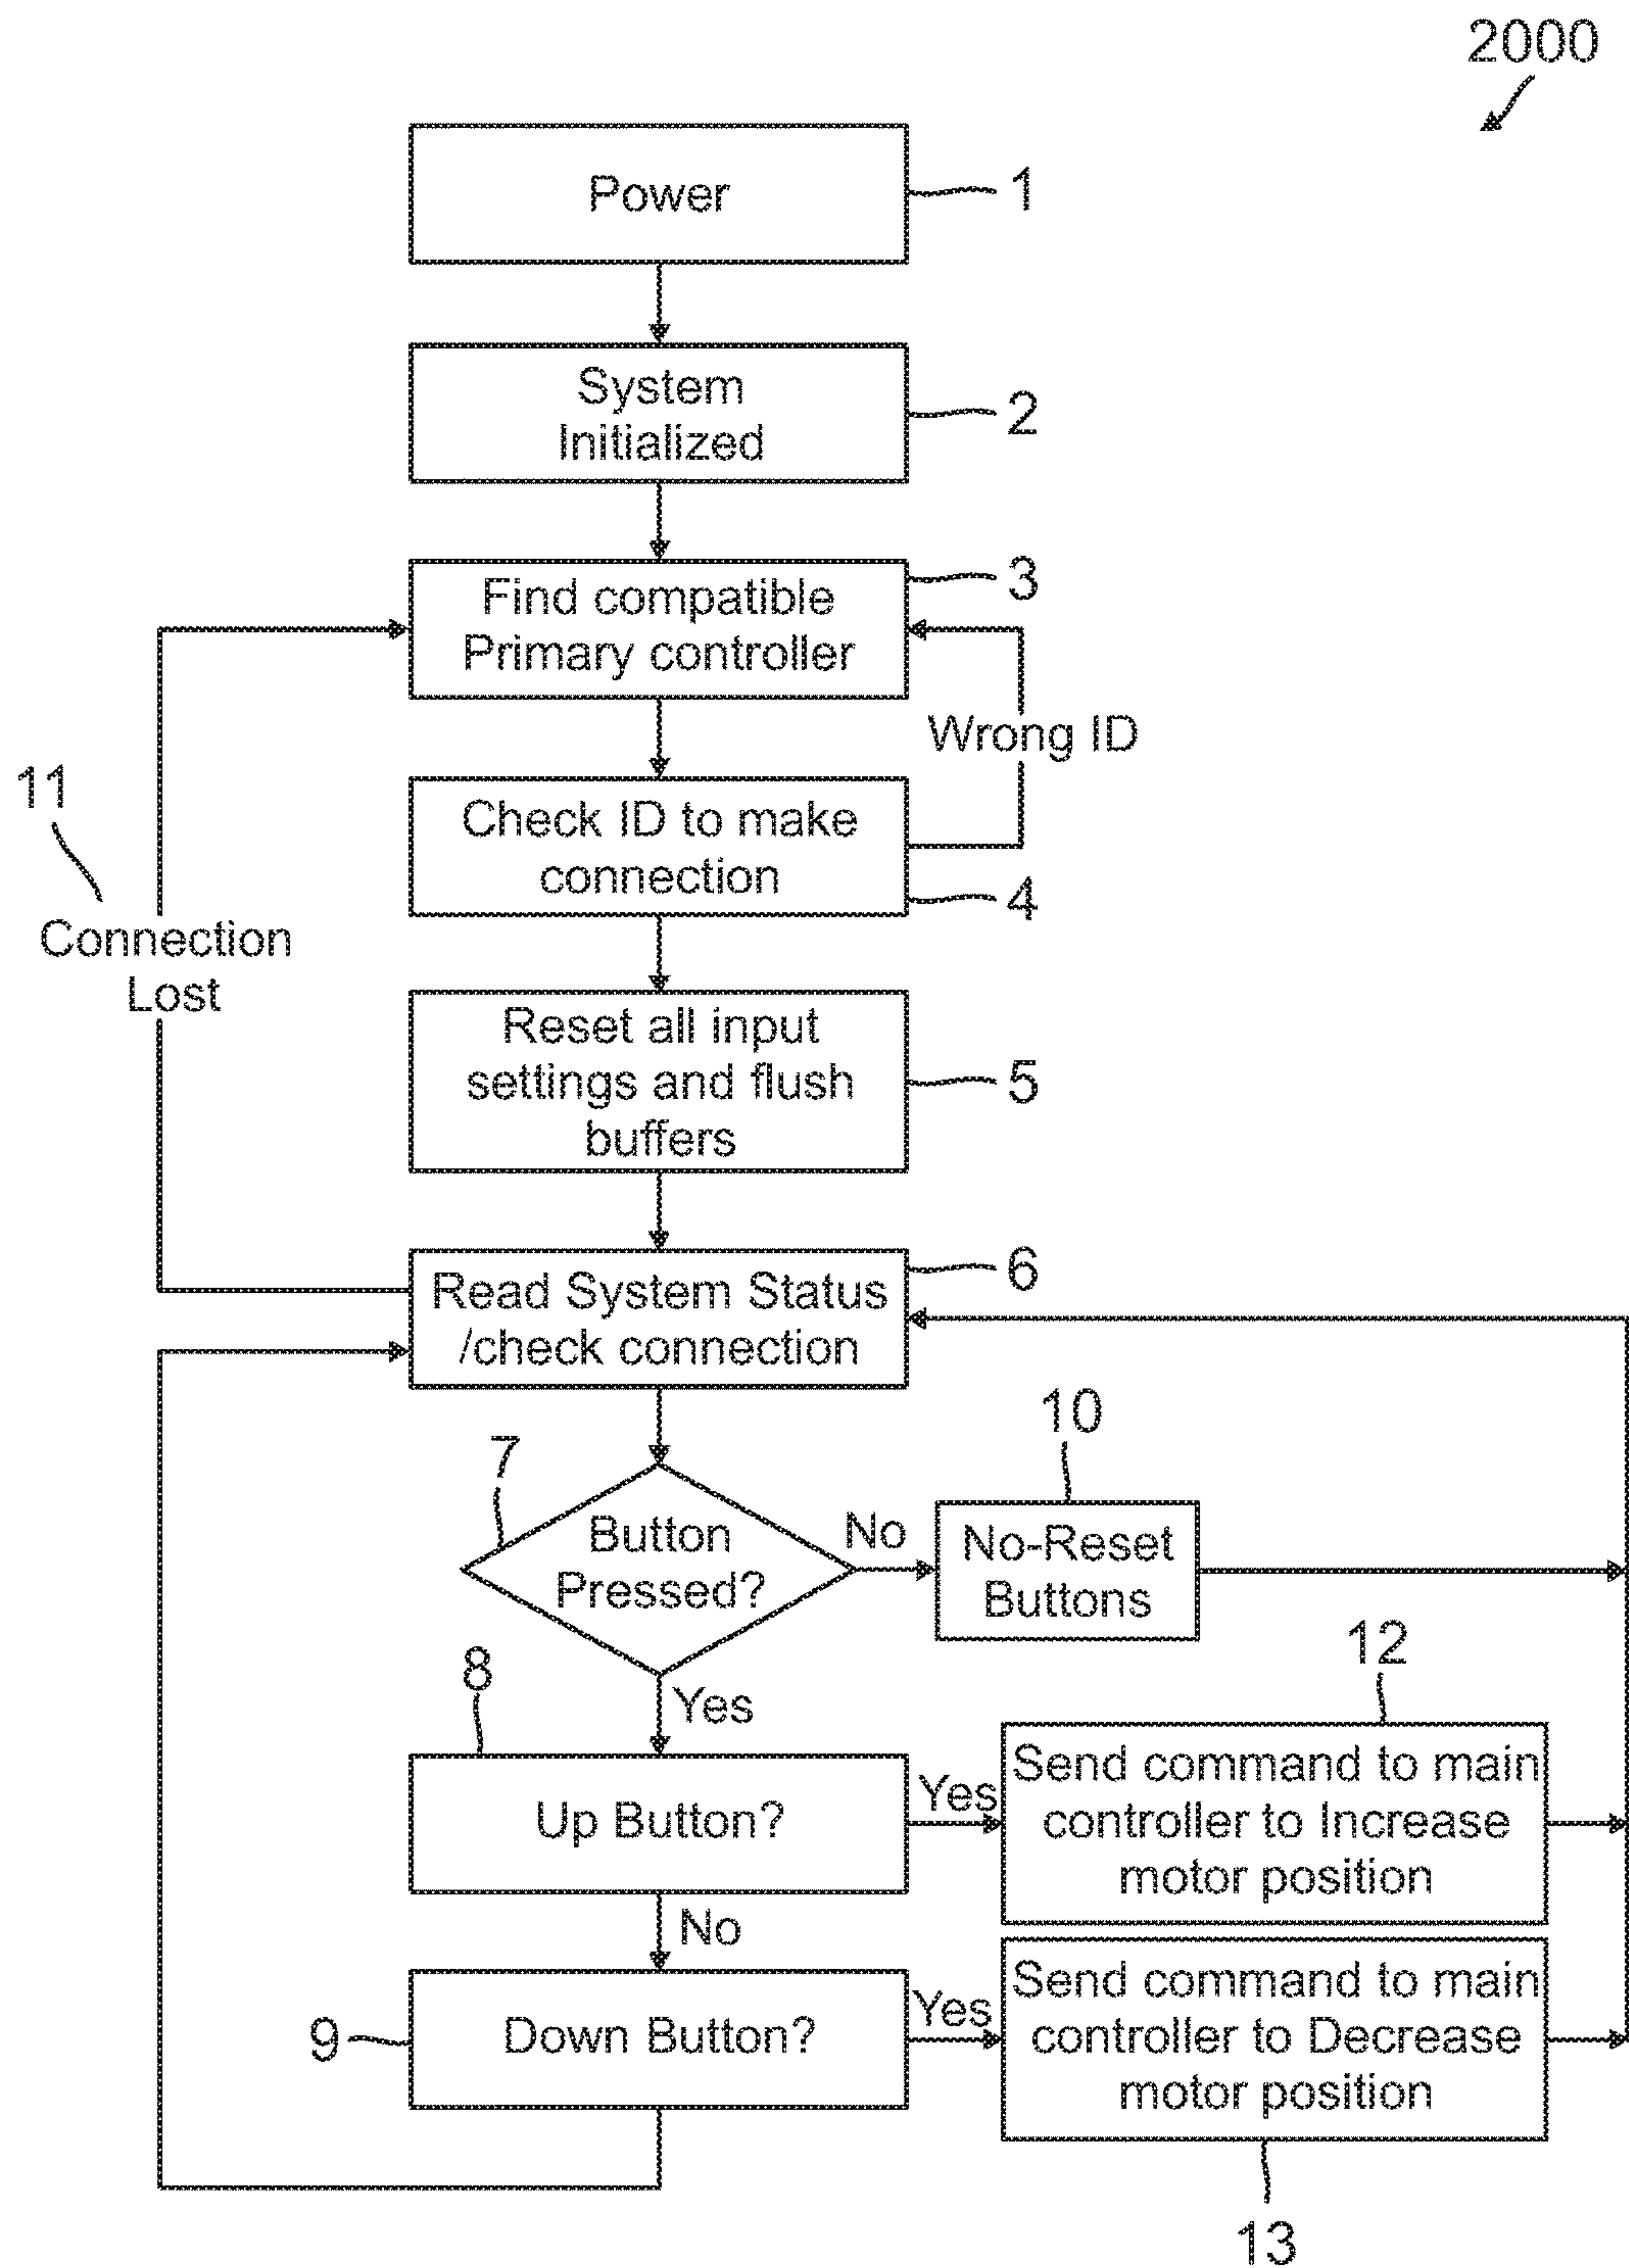 2000
Power
1
System
Initialized
2
Find compatible
Primary controller
3
Wrong ID
Check ID to make
connection
4
11
Connection
Lost
Reset all input
settings and flush
buffers
5
Read System Status
/check connection
6
7
Button
Pressed?
No
10
No-Reset
Buttons
Yes
8
Up Button?
Yes
12
Send command to main
controller to Increase
motor position
No
9
Down Button?
Yes
Send command to main
controller to Decrease
motor position
13